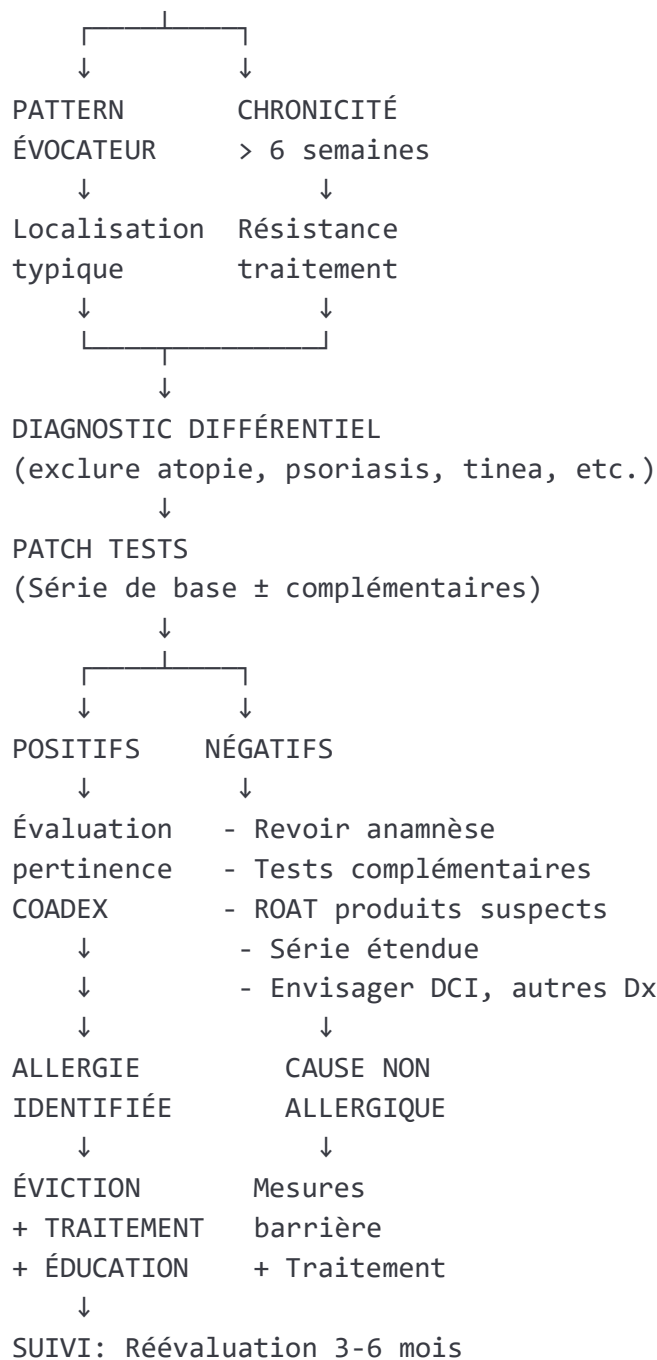 PATTERN CHRONICITÉ
ÉVOCATEUR > 6 semaines
Localisation Résistance
typique traitement
DIAGNOSTIC DIFFÉRENTIEL
(exclure atopie, psoriasis, tinea, etc.)
PATCH TESTS
(Série de base ± complémentaires)
POSITIFS NÉGATIFS
Évaluation - Revoir anamnèse
pertinence - Tests complémentaires
COADEX - ROAT produits suspects
- Série étendue
- Envisager DCI, autres Dx
ALLERGIE CAUSE NON
IDENTIFIÉE ALLERGIQUE
ÉVICTION Mesures
+ TRAITEMENT barrière
+ ÉDUCATION + Traitement
SUIVI: Réévaluation 3-6 mois